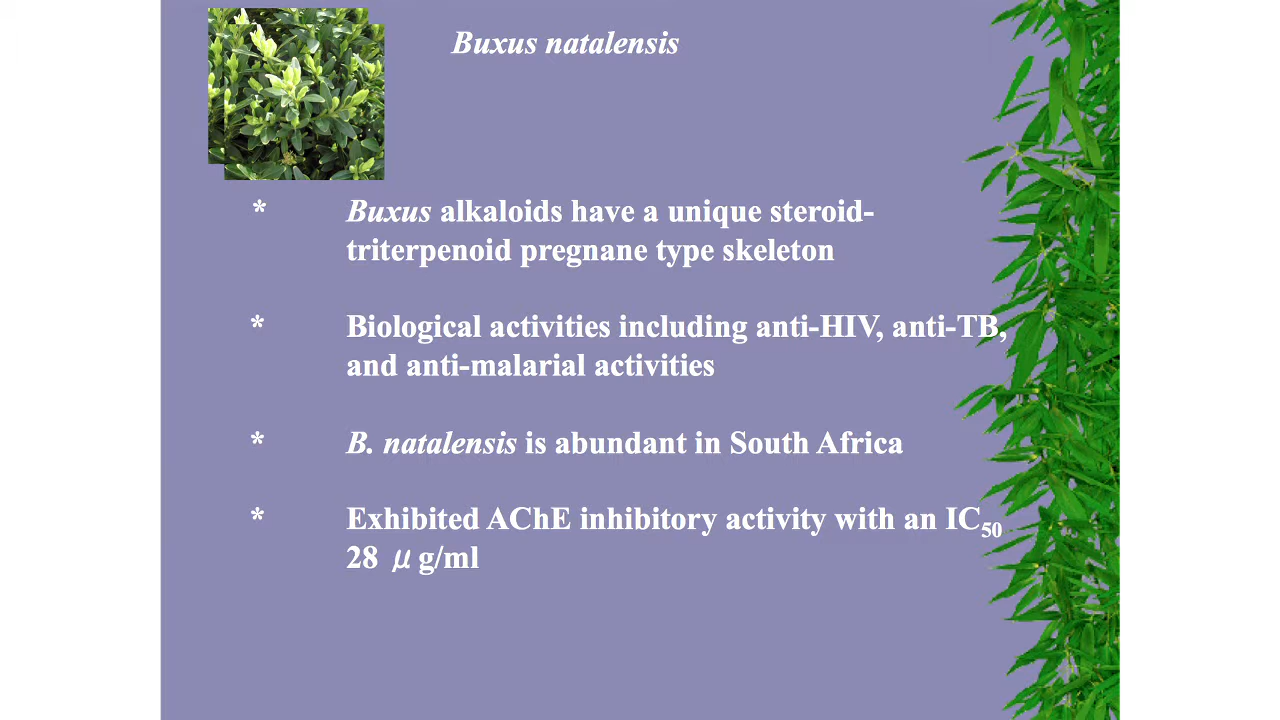 Buxus natalensis
* Buxus alkaloids have a unique steroid-
triterpenoid pregnane type skeleton
* Biological activities including anti-HIV, anti-TB,
and anti-malarial activities
* B. natalensis is abundant in South Africa
* Exhibited AChE inhibitory activity with an IC50
28 μg/ml